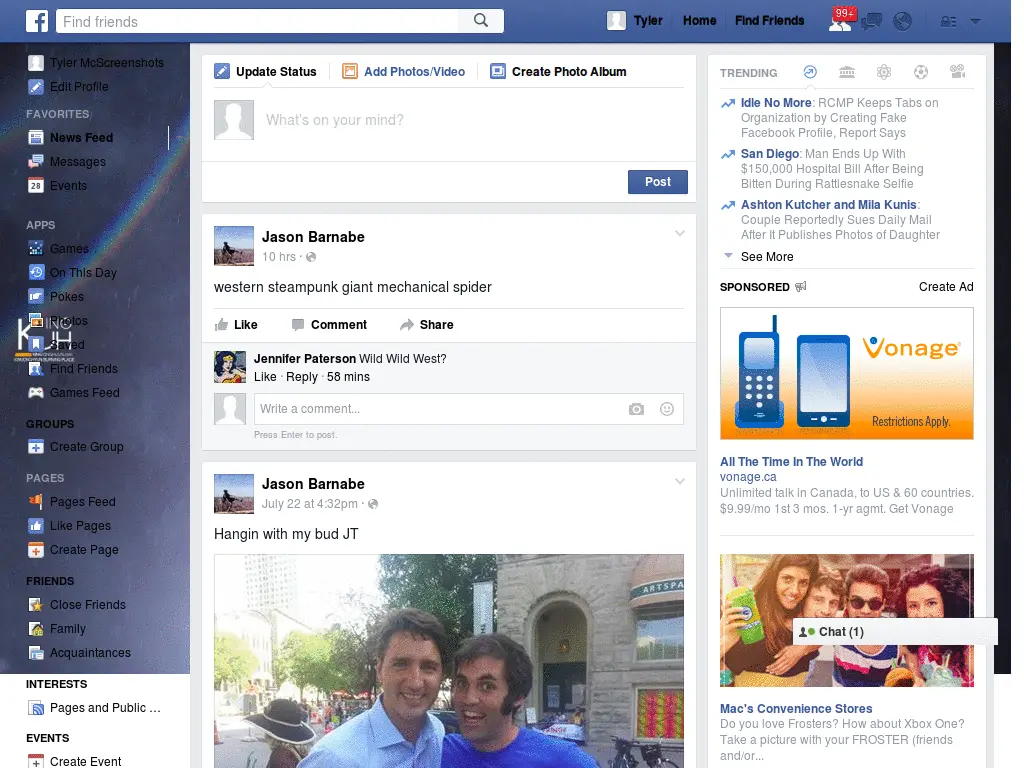 Find friends
Tyler
Home
Find Friends
99+
Tyler McScreenshots
Edit Profile
FAVORITES
News Feed
Messages
28
Events
APPS
Games
On This Day
Pokes
Photos
Saved
Find Friends
Games Feed
GROUPS
Create Group
PAGES
Pages Feed
Like Pages
Create Page
FRIENDS
Close Friends
Family
Acquaintances
INTERESTS
Pages and Public ...
EVENTS
Create Event
Update Status
Add Photos/Video
Create Photo Album
What's on your mind?
Post
Jason Barnabe
10 hrs ·
western steampunk giant mechanical spider
Like
Comment
Share
Jennifer Paterson Wild Wild West?
Like · Reply · 58 mins
Write a comment...
Press Enter to post.
Jason Barnabe
July 22 at 4:32pm ·
Hangin with my bud JT
ARTSPA
TRENDING
Idle No More: RCMP Keeps Tabs on
Organization by Creating Fake
Facebook Profile, Report Says
San Diego: Man Ends Up With
$150,000 Hospital Bill After Being
Bitten During Rattlesnake Selfie
Ashton Kutcher and Mila Kunis:
Couple Reportedly Sues Daily Mail
After It Publishes Photos of Daughter
See More
SPONSORED
Create Ad
Vonage
Restrictions Apply.
All The Time In The World
vonage.ca
Unlimited talk in Canada, to US & 60 countries.
$9.99/mo 1st 3 mos. 1-yr agmt. Get Vonage
Chat (1)
Mac's Convenience Stores
Do you love Frosters? How about Xbox One?
Take a picture with your FROSTER (friends
and/or...